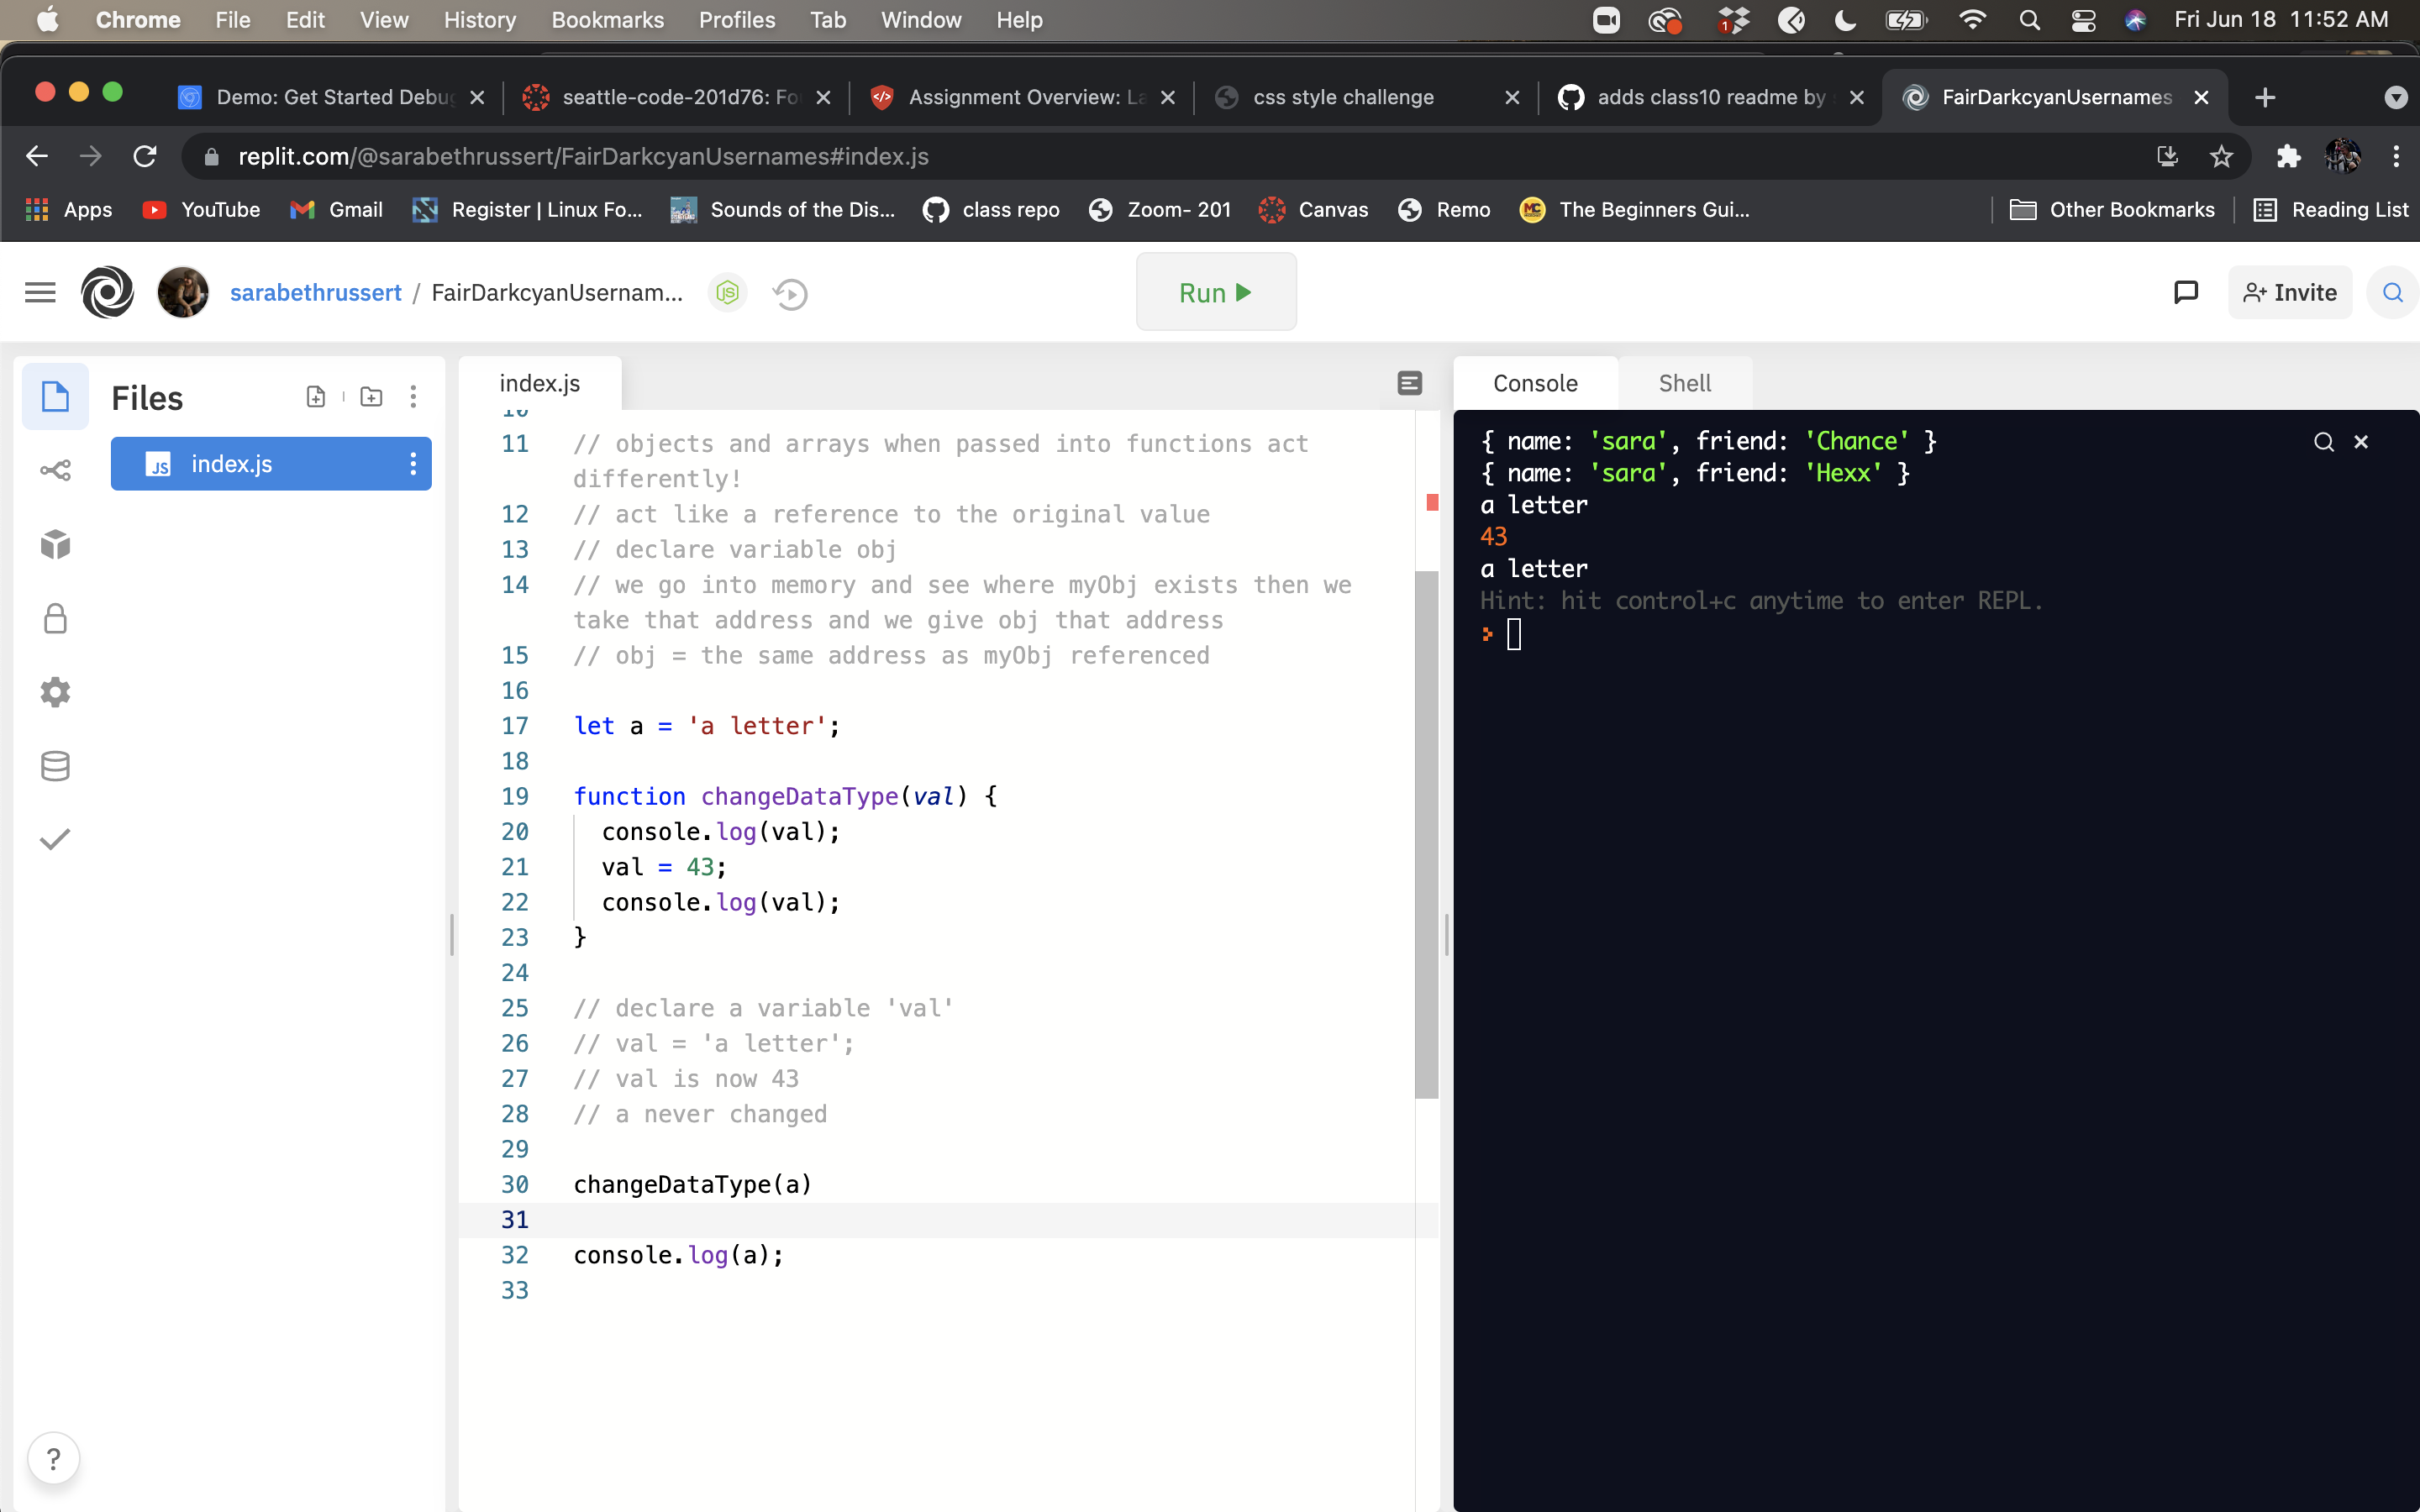 Chrome File Edit View History Bookmarks Profiles Tab Window Help 1 Fri Jun 18 11:52 AM
Demo: Get Started Debug seattle-code-201d76: Fo Assignment Overview: La css style challenge adds class10 readme by FairDarkcyanUsernames
replit.com/@sarabethrussert/FairDarkcyanUsernames#index.js
Apps YouTube Gmail Register | Linux Fo... Sounds of the Dis... class repo Zoom- 201 Canvas Remo The Beginners Gui... Other Bookmarks Reading List
sarabethrussert / FairDarkcyanUsernam... Run Invite
Files
JS index.js
index.js
10
11 // objects and arrays when passed into functions act
differently!
12 // act like a reference to the original value
13 // declare variable obj
14 // we go into memory and see where myObj exists then we
take that address and we give obj that address
15 // obj = the same address as myObj referenced
16
17 let a = 'a letter';
18
19 function changeDataType(val) {
20 console.log(val);
21 val = 43;
22 console.log(val);
23 }
24
25 // declare a variable 'val'
26 // val = 'a letter';
27 // val is now 43
28 // a never changed
29
30 changeDataType(a)
31
32 console.log(a);
33
Console Shell
{ name: 'sara', friend: 'Chance' }
{ name: 'sara', friend: 'Hexx' }
a letter
43
a letter
Hint: hit control+c anytime to enter REPL.
>
?